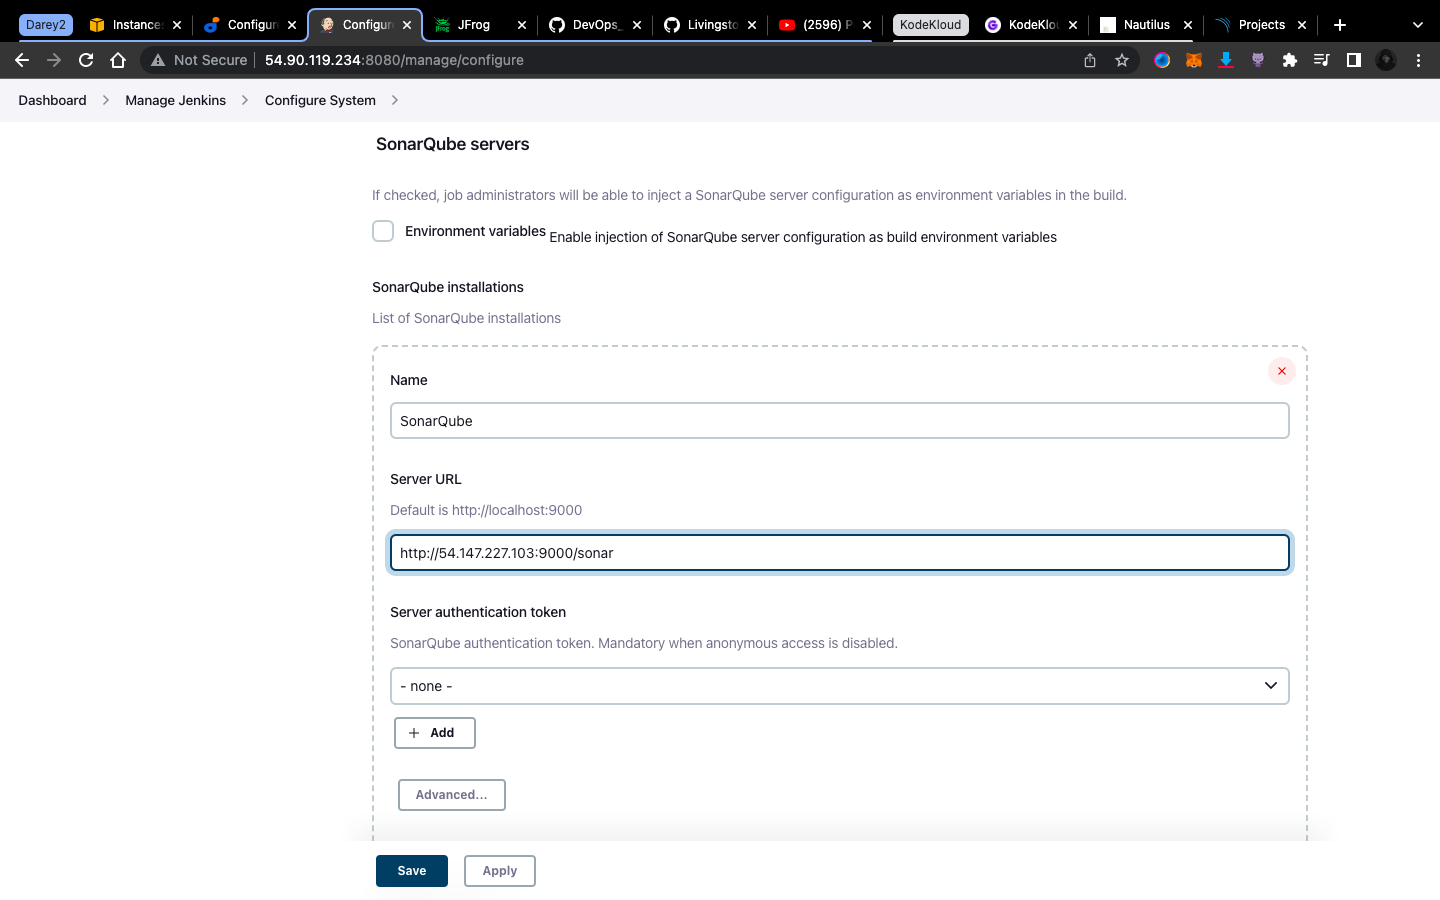 Darey2 Instance Configur Configur JFrog DevOps_ Livingsto (2596) P KodeKloud KodeKlou Nautilus Projects
Not Secure 54.90.119.234:8080/manage/configure
Dashboard Manage Jenkins Configure System
SonarQube servers
If checked, job administrators will be able to inject a SonarQube server configuration as environment variables in the build.
Environment variables Enable injection of SonarQube server configuration as build environment variables
SonarQube installations
List of SonarQube installations
Name
SonarQube
Server URL
Default is http://localhost:9000
http://54.147.227.103:9000/sonar
Server authentication token
SonarQube authentication token. Mandatory when anonymous access is disabled.
- none -
Add
Advanced...
Save Apply